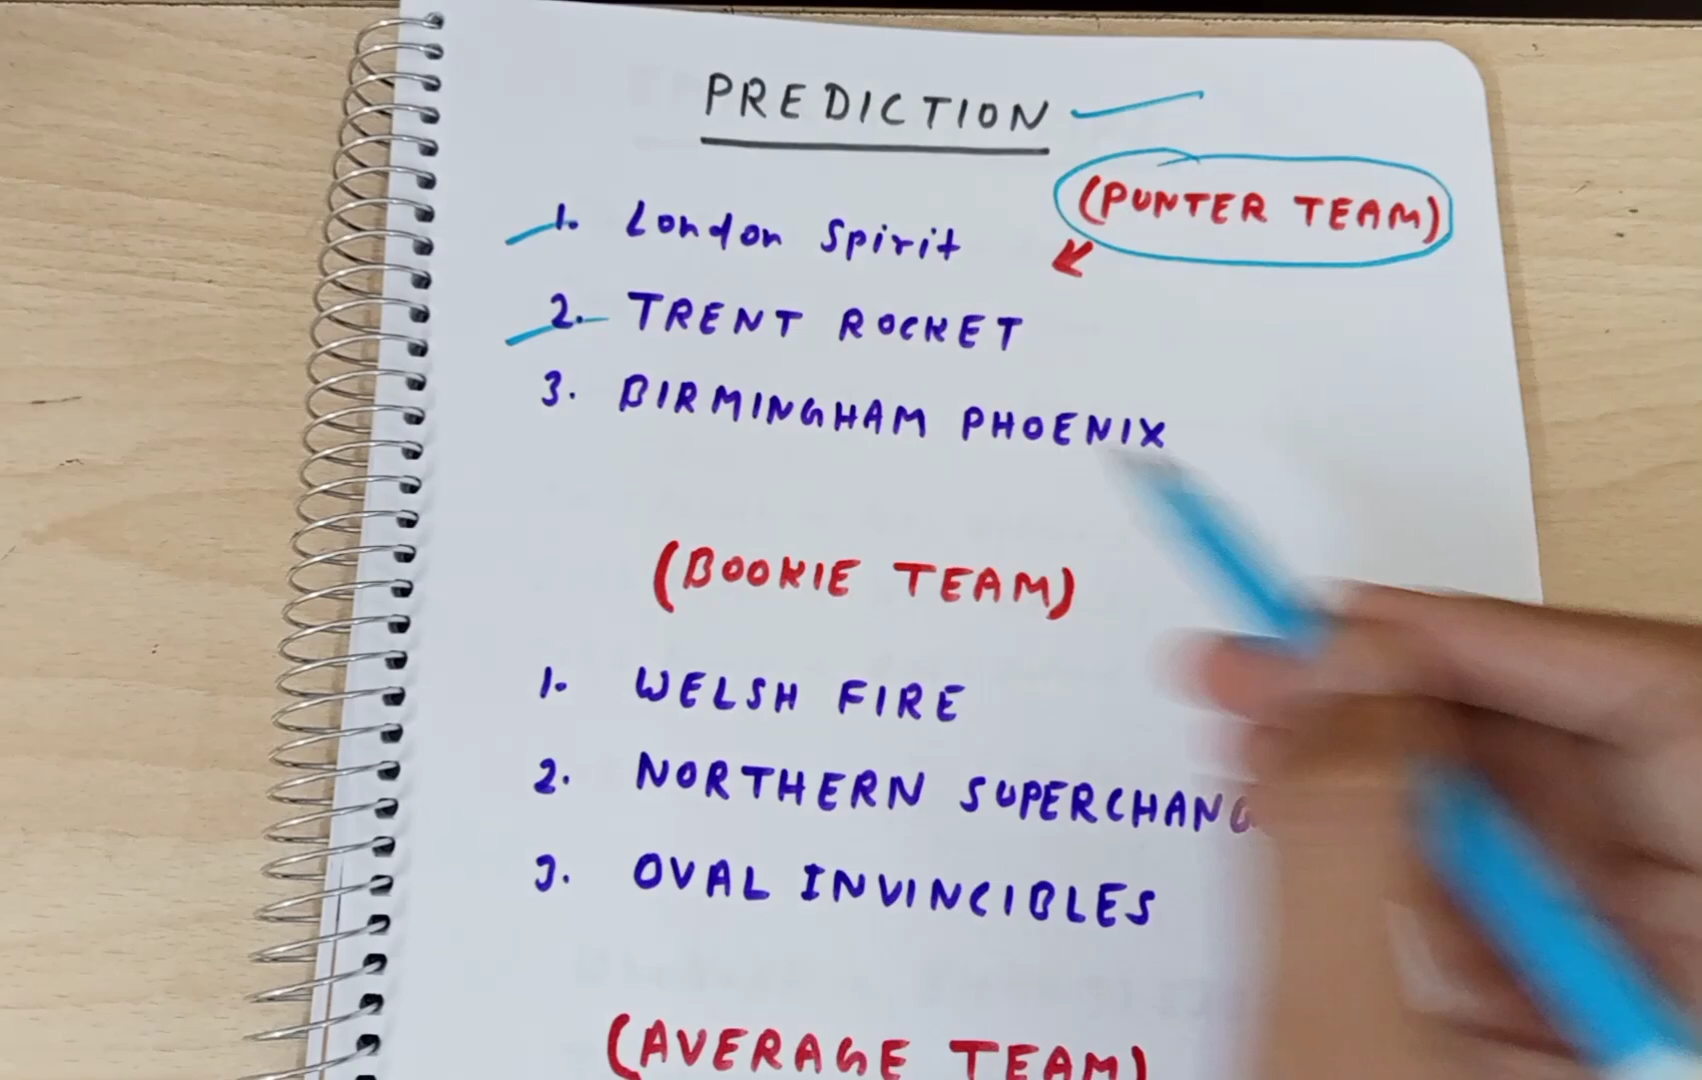 PREDICTION
(PUNTER TEAM)
1. London Spirit
2. TRENT ROCKET
3. BIRMINGHAM PHOENIX
(BOOKIE TEAM)
1. WELSH FIRE
2. NORTHERN SUPERCHANG
3. OVAL INVINCIBLES
(AVERAGE TEAM)